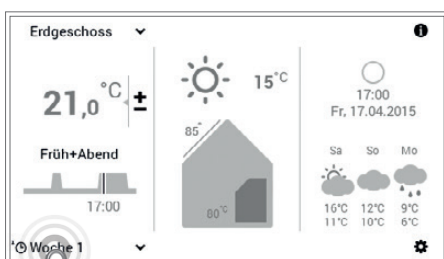 Erdgeschoss
21,0 °C ±
Früh+Abend
17:00
Woche 1
15°C
85°
80°C
17:00
Fr, 17.04.2015
Sa So Mo
16°C 12°C 9°C
11°C 10°C 6°C